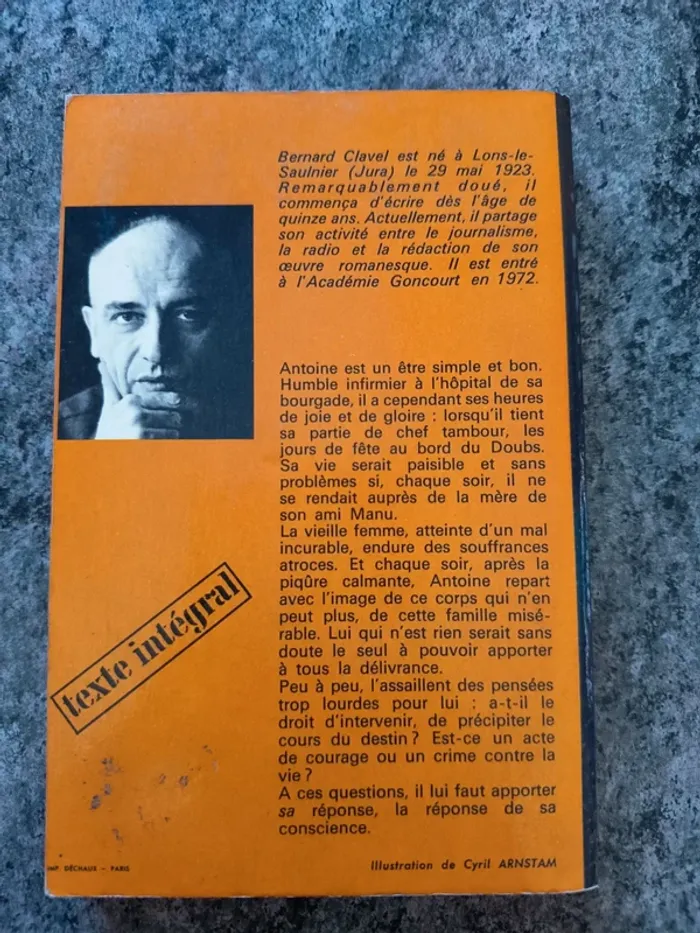 Bernard Clavel est né à Lons-le-
Saulnier (Jura) le 29 mai 1923.
Remarquablement doué, il
commença d'écrire dès l'âge de
quinze ans. Actuellement, il partage
son activité entre le journalisme,
la radio et la rédaction de son
œuvre romanesque. Il est entré
à l'Académie Goncourt en 1972.
Antoine est un être simple et bon.
Humble infirmier à l'hôpital de sa
bourgade, il a cependant ses heures
de joie et de gloire : lorsqu'il tient
sa partie de chef tambour, les
jours de fête au bord du Doubs.
Sa vie serait paisible et sans
problèmes si, chaque soir, il ne
se rendait auprès de la mère de
son ami Manu.
La vieille femme, atteinte d'un mal
incurable, endure des souffrances
atroces. Et chaque soir, après la
piqûre calmante, Antoine repart
avec l'image de ce corps qui n'en
peut plus, de cette famille misé-
rable. Lui qui n'est rien serait sans
doute le seul à pouvoir apporter
à tous la délivrance.
Peu à peu, l'assaillent des pensées
trop lourdes pour lui : a-t-il le
droit d'intervenir, de précipiter le
cours du destin ? Est-ce un acte
de courage ou un crime contre la
vie ?
A ces questions, il lui faut apporter
sa réponse, la réponse de sa
conscience.
texte intégral
IMP. DÉCHAUX - PARIS
Illustration de Cyril ARNSTAM